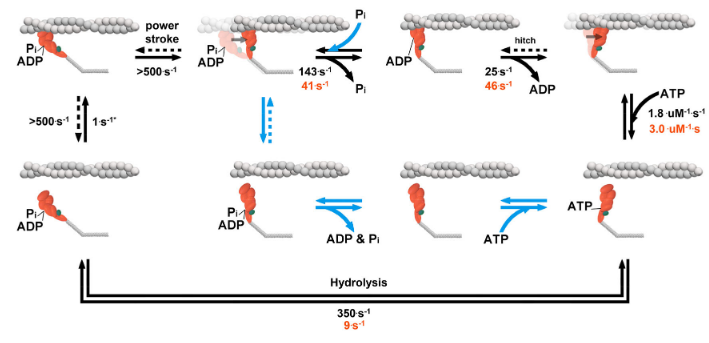 power
stroke
Pi
hitch
Pi
ADP
Pi
ADP
ADP
>500·s-1
143·s-1
41·s-1
Pi
25·s-1
46·s-1
ADP
ATP
>500·s-1
1·s-1*
1.8·uM-1·s-1
3.0·uM-1·s
Pi
ADP
Pi
ADP
ATP
ADP & Pi
ATP
Hydrolysis
350·s-1
9·s-1